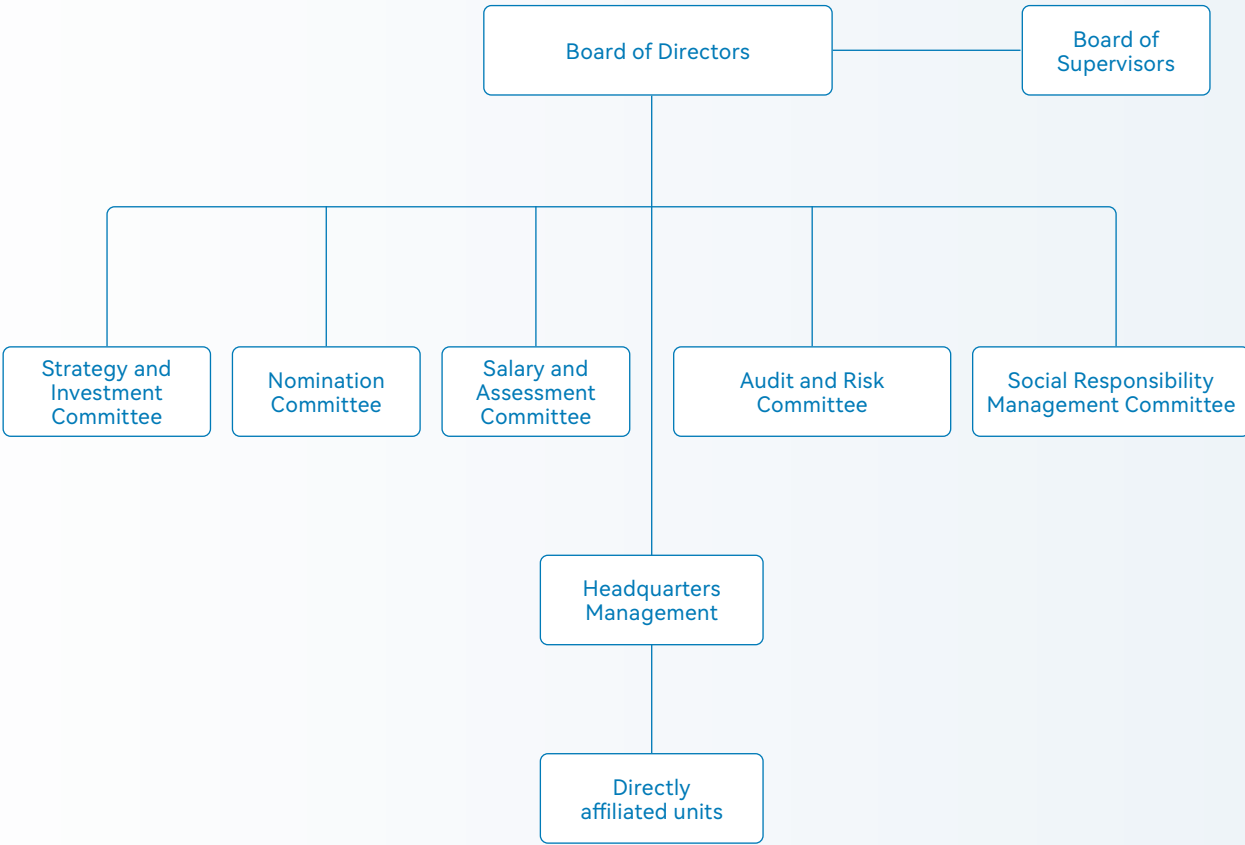 Board of Directors
Board of
Supervisors
Strategy and
Investment
Committee
Nomination
Committee
Salary and
Assessment
Committee
Audit and Risk
Committee
Social Responsibility
Management Committee
Headquarters
Management
Directly
affiliated units